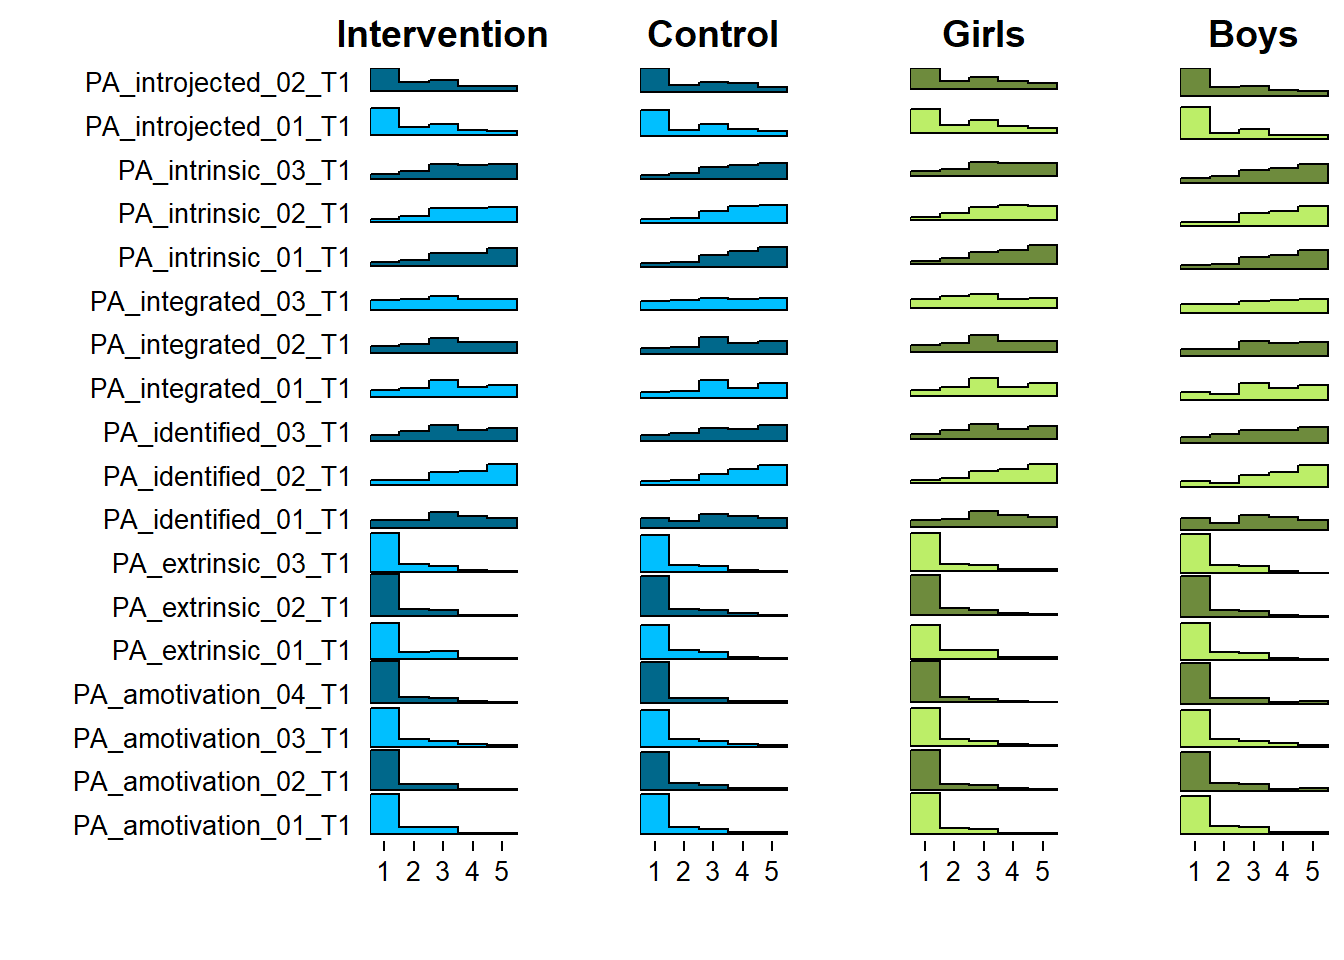 Intervention Control Girls Boys
PA_introjected_02_T1
PA_introjected_01_T1
PA_intrinsic_03_T1
PA_intrinsic_02_T1
PA_intrinsic_01_T1
PA_integrated_03_T1
PA_integrated_02_T1
PA_integrated_01_T1
PA_identified_03_T1
PA_identified_02_T1
PA_identified_01_T1
PA_extrinsic_03_T1
PA_extrinsic_02_T1
PA_extrinsic_01_T1
PA_amotivation_04_T1
PA_amotivation_03_T1
PA_amotivation_02_T1
PA_amotivation_01_T1
1 2 3 4 5 1 2 3 4 5 1 2 3 4 5 1 2 3 4 5